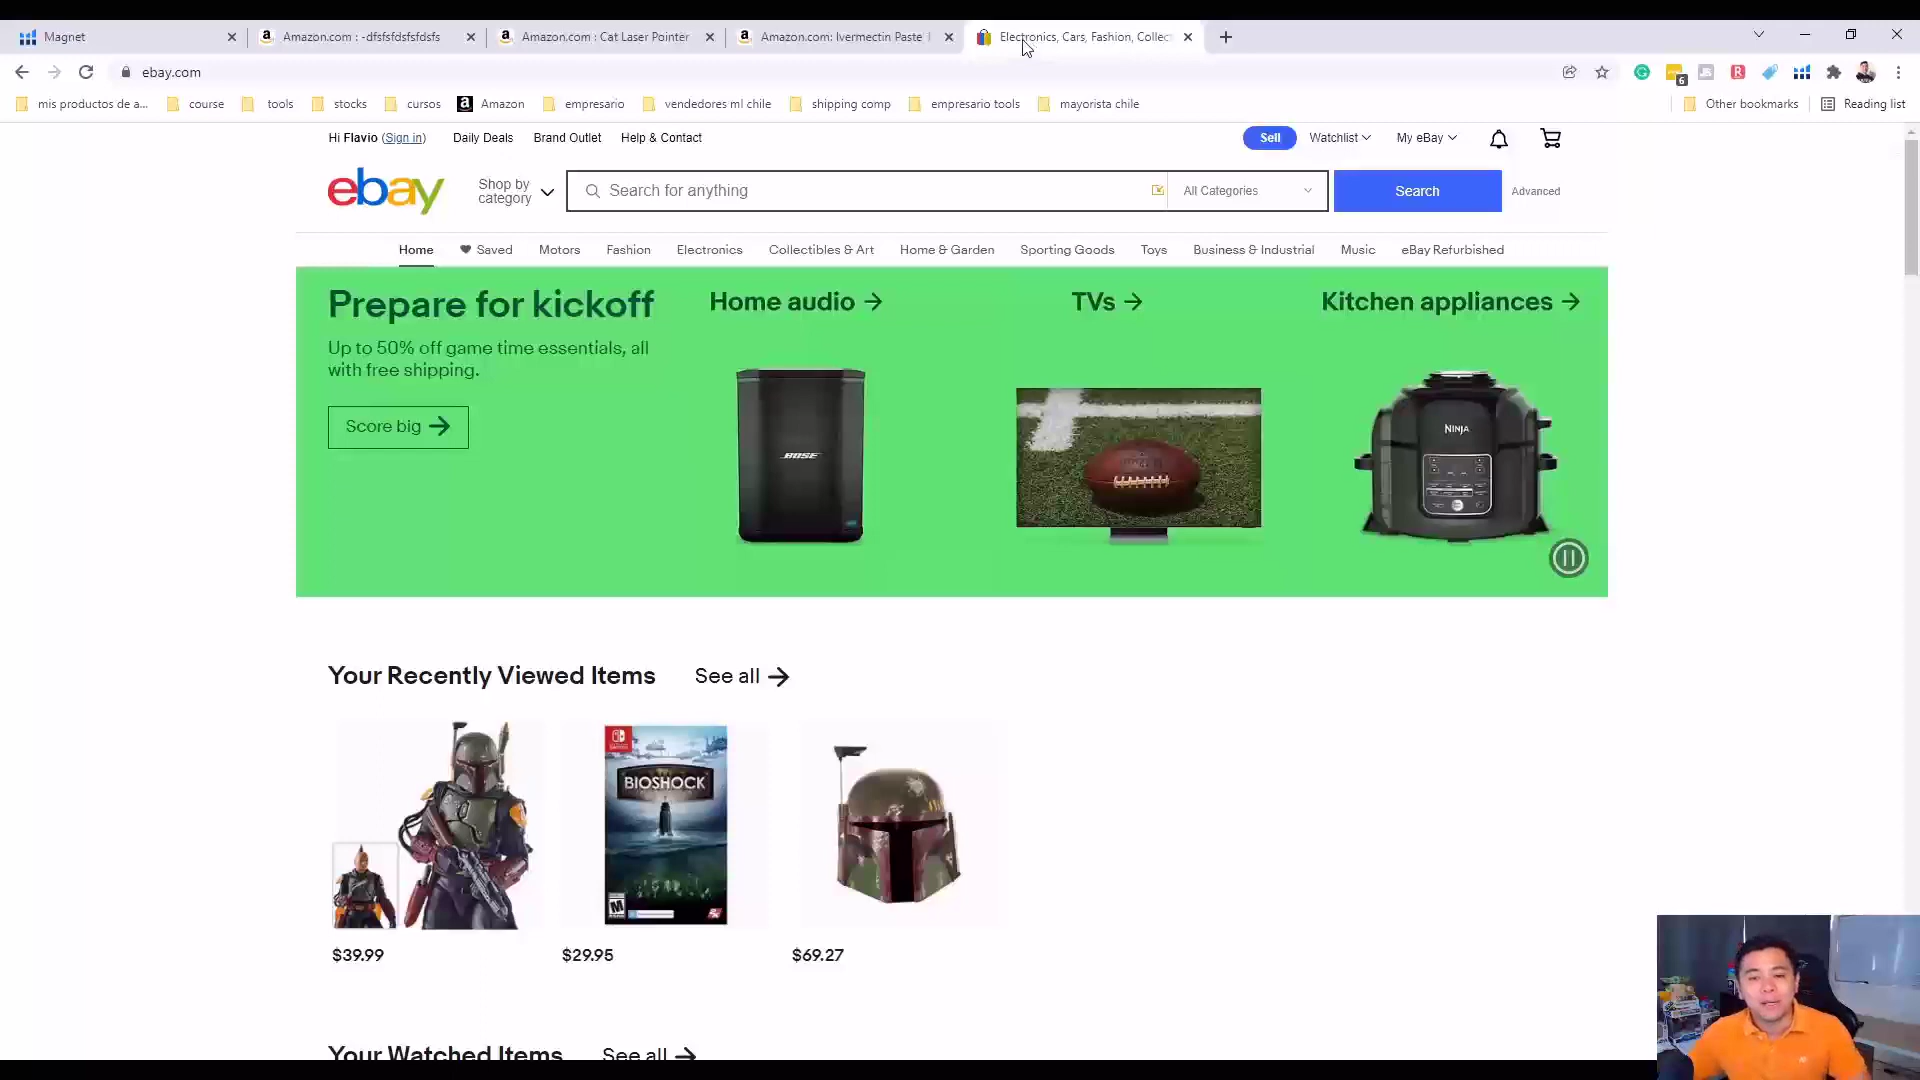 Magnet
Amazon.com : -dfsfsfdsfsfdsfs
Amazon.com : Cat Laser Pointer
Amazon.com: Ivermectin Paste
Electronics, Cars, Fashion, Collect
ebay.com
6
mis productos de a...
course
tools
stocks
cursos
Amazon
empresario
vendedores ml chile
shipping comp
empresario tools
mayorista chile
Other bookmarks
Reading list
Hi Flavio (Sign in)
Daily Deals
Brand Outlet
Help & Contact
Sell
Watchlist
My eBay
ebay
Shop by
category
Search for anything
All Categories
Search
Advanced
Home
Saved
Motors
Fashion
Electronics
Collectibles & Art
Home & Garden
Sporting Goods
Toys
Business & Industrial
Music
eBay Refurbished
Prepare for kickoff
Home audio
TVs
Kitchen appliances
Up to 50% off game time essentials, all
with free shipping.
Score big
BOSE
NINJA
Your Recently Viewed Items
See all
BIOSHOCK
M
2K
$39.99
$29.95
$69.27
Your Watched Items
See all